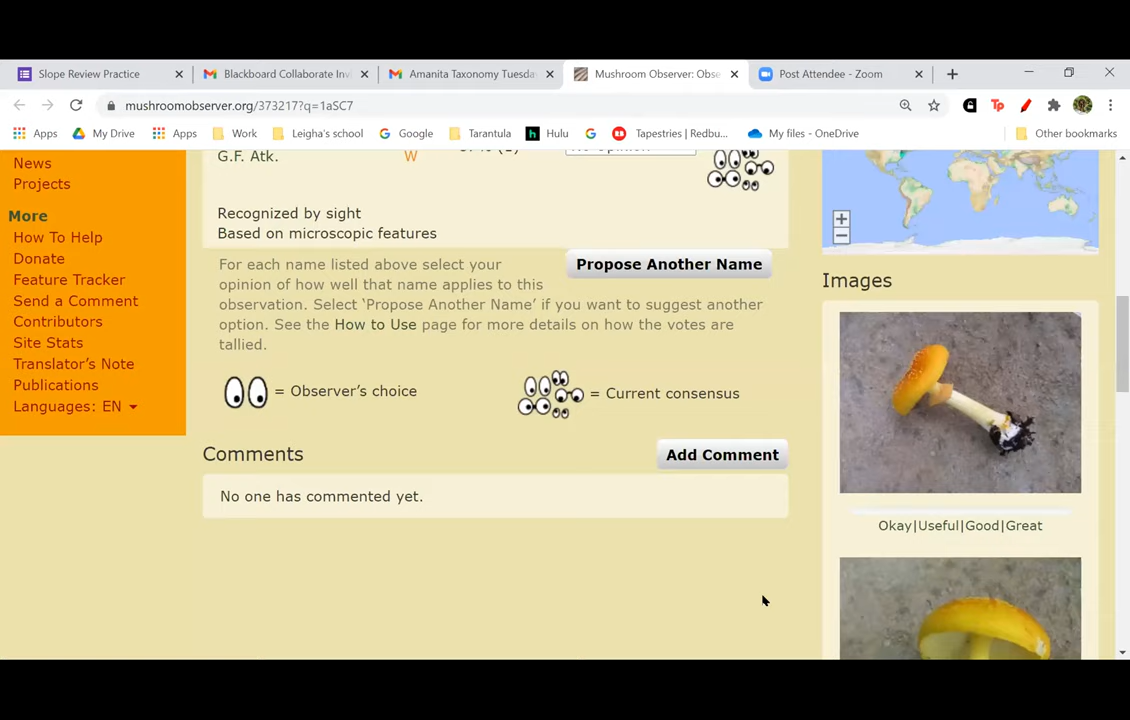 Slope Review Practice
Blackboard Collaborate Inv
Amanita Taxonomy Tuesda
Mushroom Observer: Obse
Post Attendee - Zoom
mushroomobserver.org/373217?q=1aSC7
Apps
My Drive
Apps
Work
Leigha's school
Google
Tarantula
Hulu
Tapestries | Redbu...
My files - OneDrive
Other bookmarks
News
Projects
More
How To Help
Donate
Feature Tracker
Send a Comment
Contributors
Site Stats
Translator's Note
Publications
Languages: EN
G.F. Atk.
W
Recognized by sight
Based on microscopic features
Propose Another Name
For each name listed above select your
opinion of how well that name applies to this
observation. Select ‘Propose Another Name’ if you want to suggest another
option. See the How to Use page for more details on how the votes are
tallied.
= Observer’s choice
= Current consensus
Comments
Add Comment
No one has commented yet.
Images
Okay|Useful|Good|Great